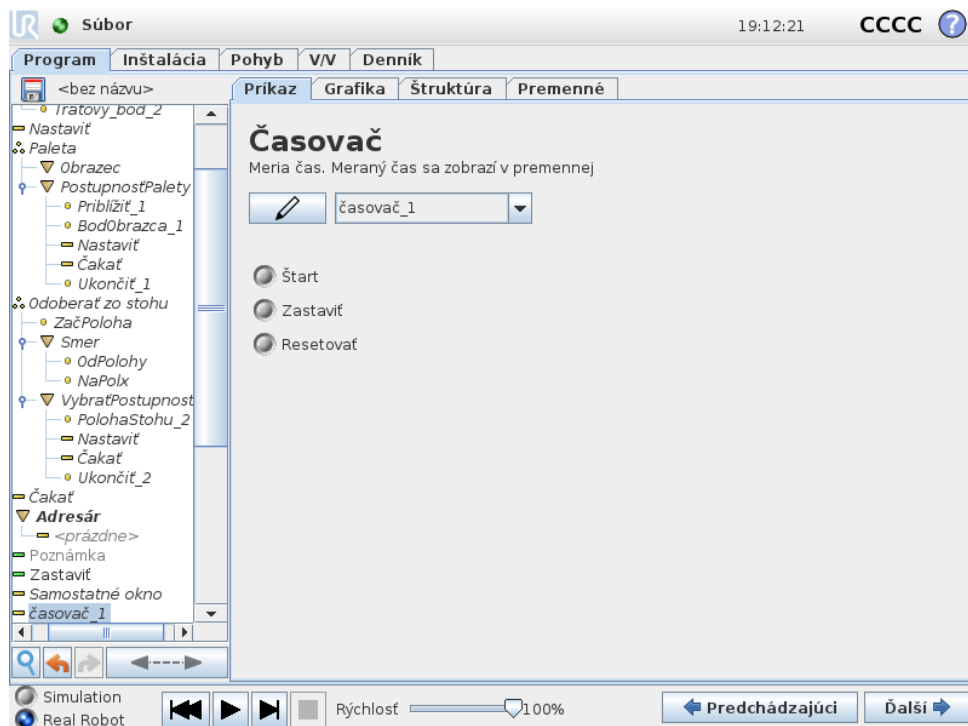 UR Súbor 19:12:21 CCCC ?
Program Inštalácia Pohyb V/V Denník
<bez názvu> Príkaz Grafika Štruktúra Premenné
Traťový_bod_2
Nastaviť
Paleta
Obrazec
PostupnosťPalety
Priblížiť_1
BodObrazca_1
Nastaviť
Čakať
Ukončiť_1
Odoberať zo stohu
ZačPoloha
Smer
OdPolohy
NaPolx
VybraťPostupnost
PolohaStohu_2
Nastaviť
Čakať
Ukončiť_2
Čakať
Adresár
<prázdne>
Poznámka
Zastaviť
Samostatné okno
časovač_1
Časovač
Meria čas. Meraný čas sa zobrazí v premennej
časovač_1
Štart
Zastaviť
Resetovať
Simulation
Real Robot
Rýchlosť 100%
Predchádzajúci Ďalší